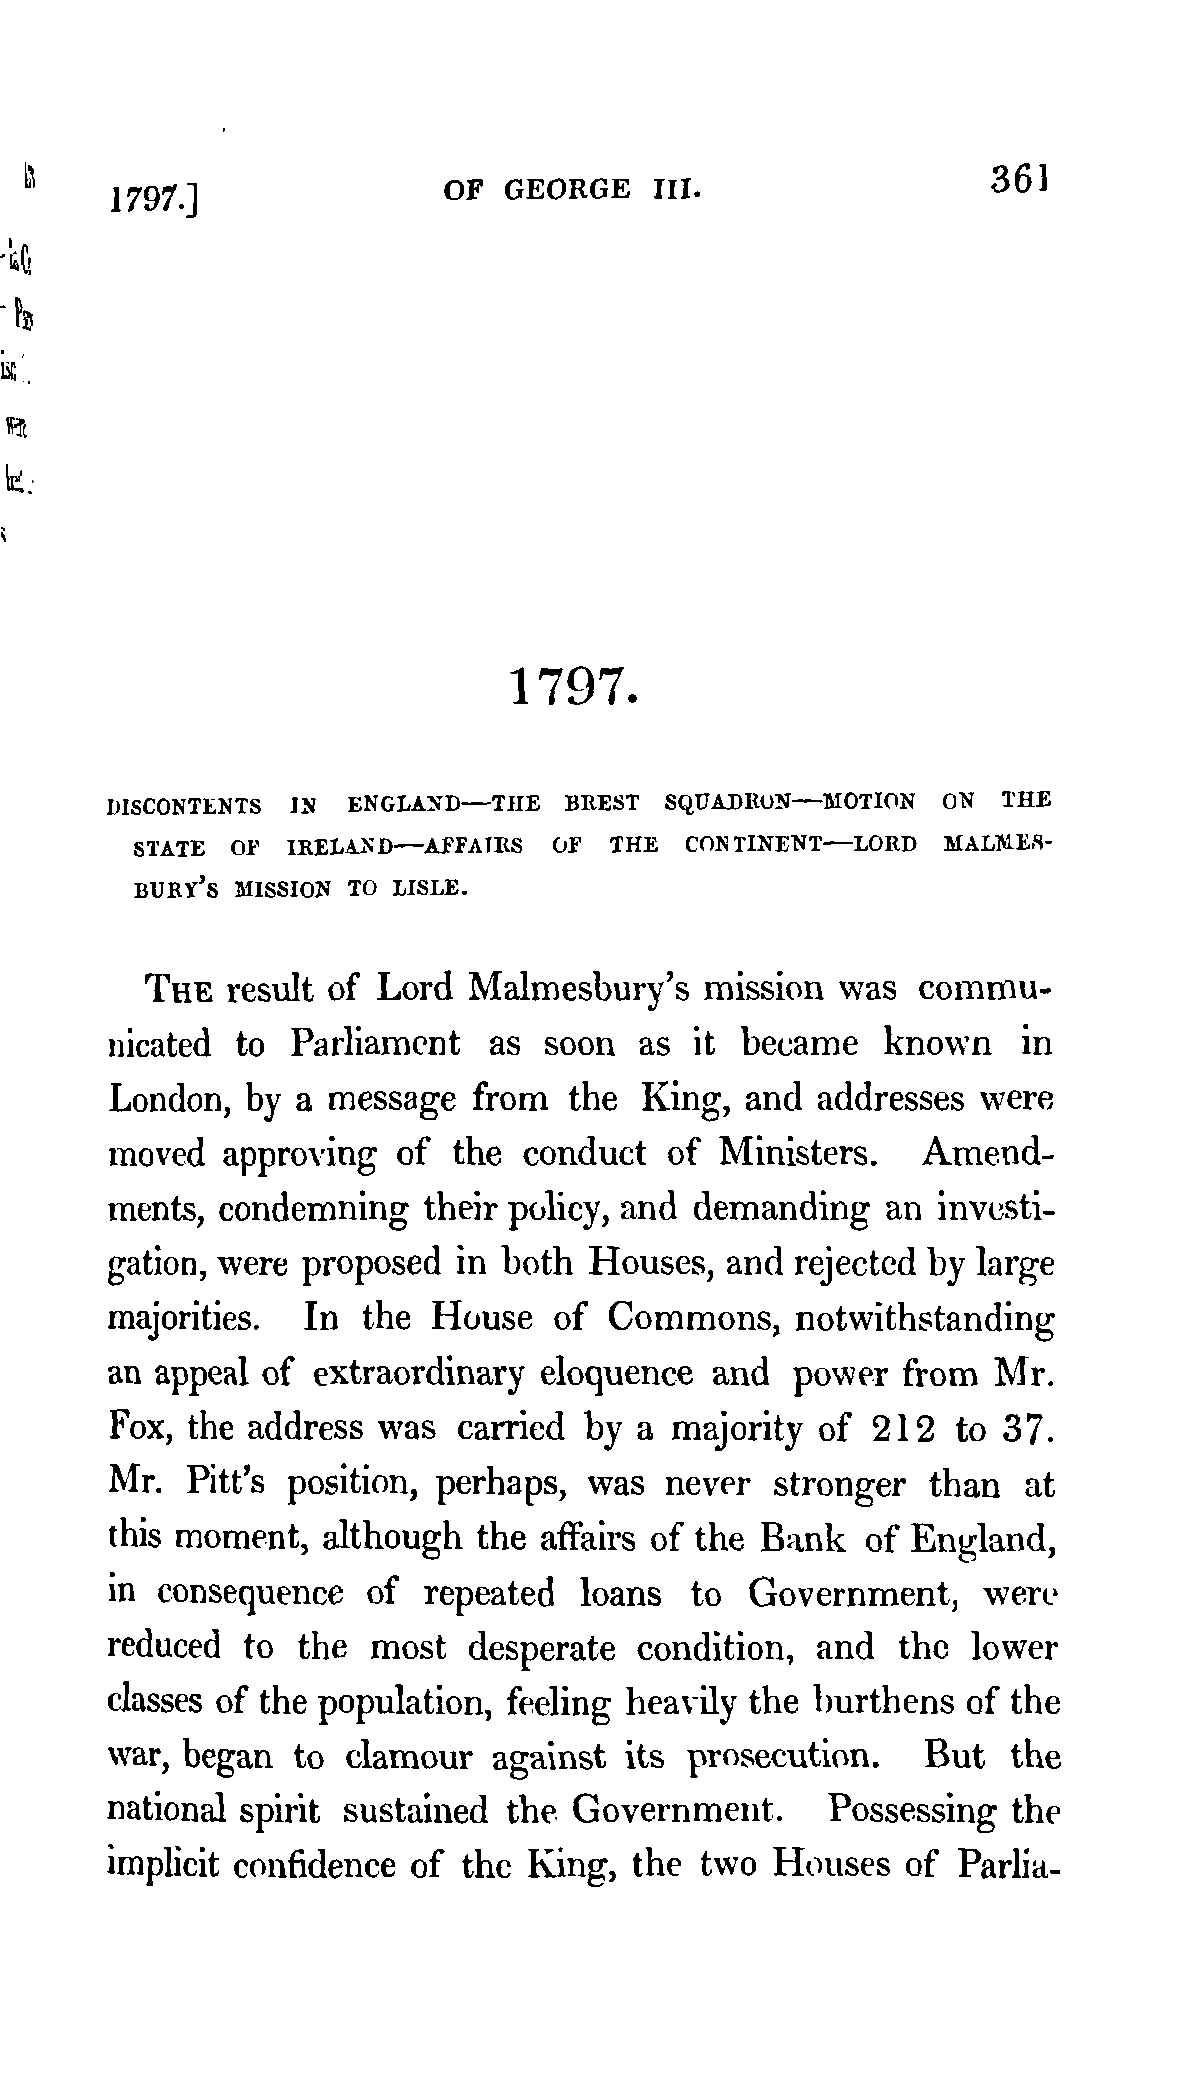 1797.] OF GEORGE III. 361
1797.
DISCONTENTS IN ENGLAND—THE BREST SQUADRON—MOTION ON THE
STATE OF IRELAND—AFFAIRS OF THE CONTINENT—LORD MALMES-
BURY'S MISSION TO LISLE.
THE result of Lord Malmesbury's mission was commu-
nicated to Parliament as soon as it became known in
London, by a message from the King, and addresses were
moved approving of the conduct of Ministers. Amend-
ments, condemning their policy, and demanding an investi-
gation, were proposed in both Houses, and rejected by large
majorities. In the House of Commons, notwithstanding
an appeal of extraordinary eloquence and power from Mr.
Fox, the address was carried by a majority of 212 to 37.
Mr. Pitt's position, perhaps, was never stronger than at
this moment, although the affairs of the Bank of England,
in consequence of repeated loans to Government, were
reduced to the most desperate condition, and the lower
classes of the population, feeling heavily the burthens of the
war, began to clamour against its prosecution. But the
national spirit sustained the Government. Possessing the
implicit confidence of the King, the two Houses of Parlia-